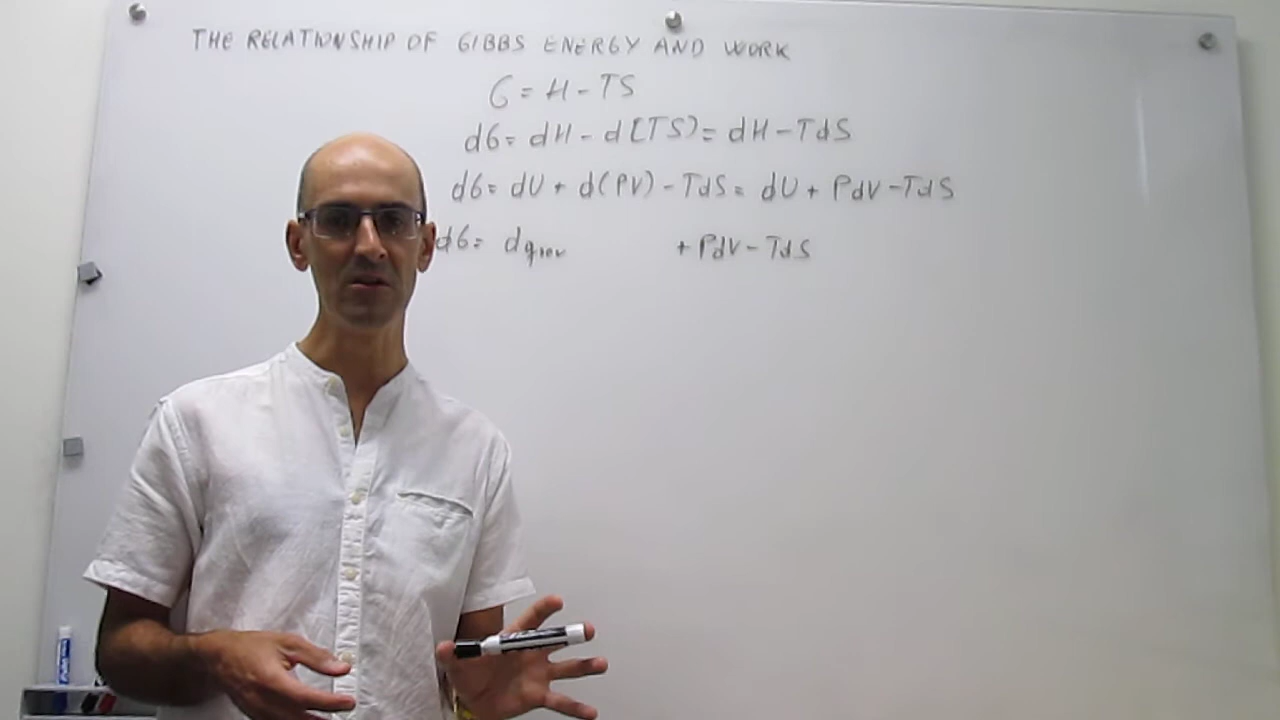 THE RELATIONSHIP OF GIBBS ENERGY AND WORK
G = H - TS
dG = dH - d(TS) = dH - TdS
dG = dU + d(PV) - TdS = dU + PdV - TdS
dG = dqrev + PdV - TdS